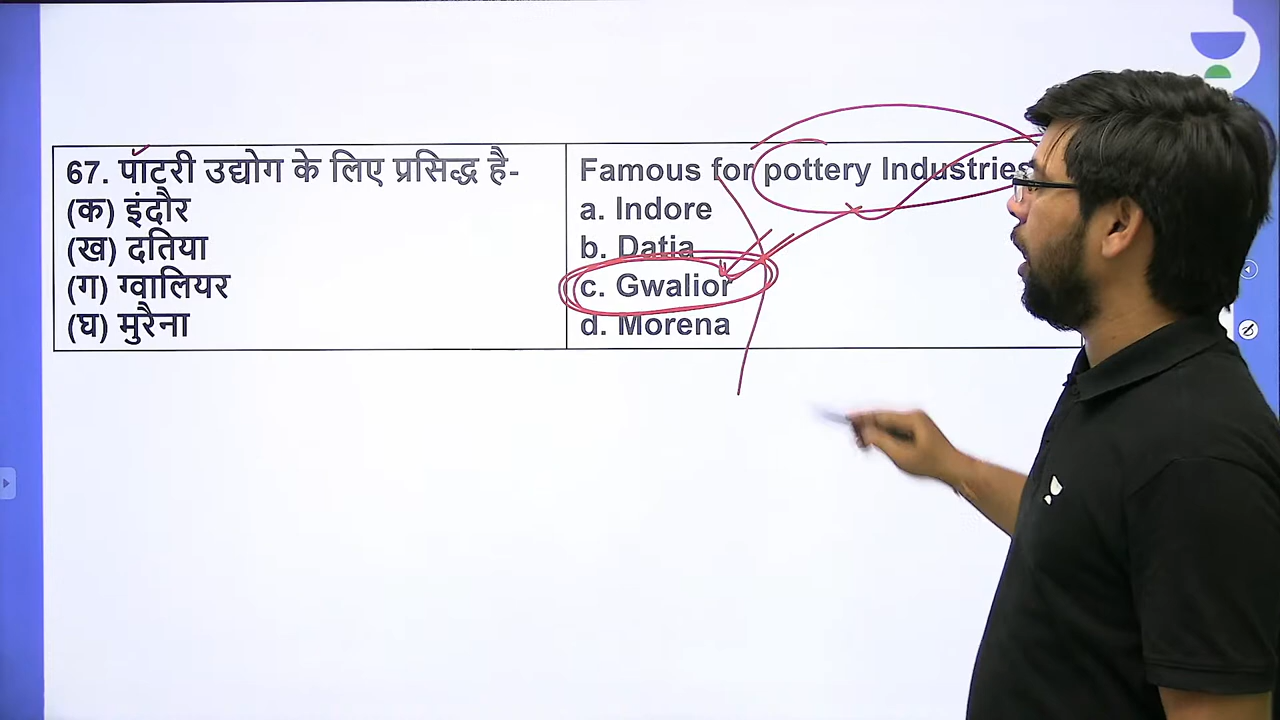 67. पॉटरी उद्योग के लिए प्रसिद्ध है-
(क) इंदौर
(ख) दतिया
(ग) ग्वालियर
(घ) मुरैना
Famous for pottery Industries
a. Indore
b. Datia
c. Gwalior
d. Morena